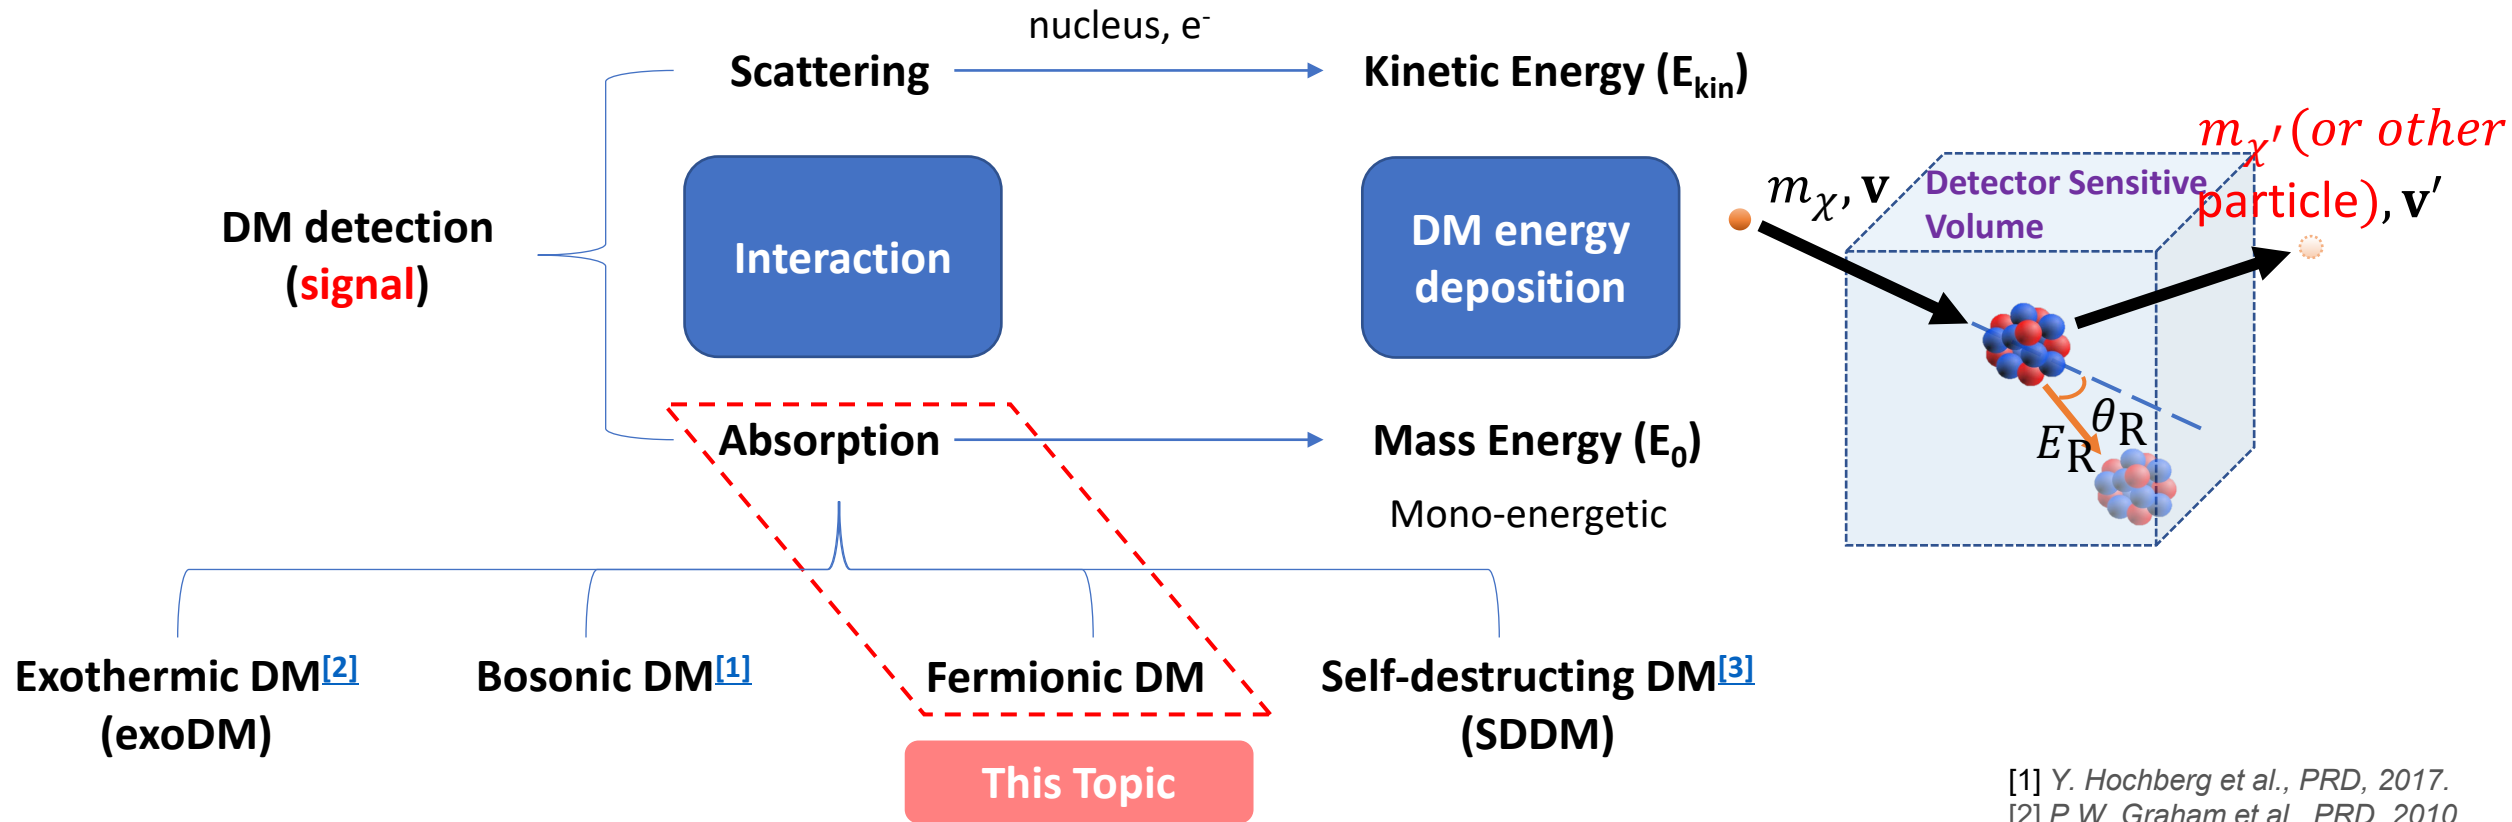 nucleus, e-
Scattering
Kinetic Energy (Ekin)
DM detection
(signal)
Interaction
DM energy
deposition
Absorption
Mass Energy (E0)
Mono-energetic
mχ, v
Detector Sensitive
Volume
mχ′(or other
particle), v′
θR
ER
Exothermic DM[2]
(exoDM)
Bosonic DM[1]
Fermionic DM
Self-destructing DM[3]
(SDDM)
This Topic
[1] Y. Hochberg et al., PRD, 2017.
[2] P.W. Graham et al., PRD, 2010